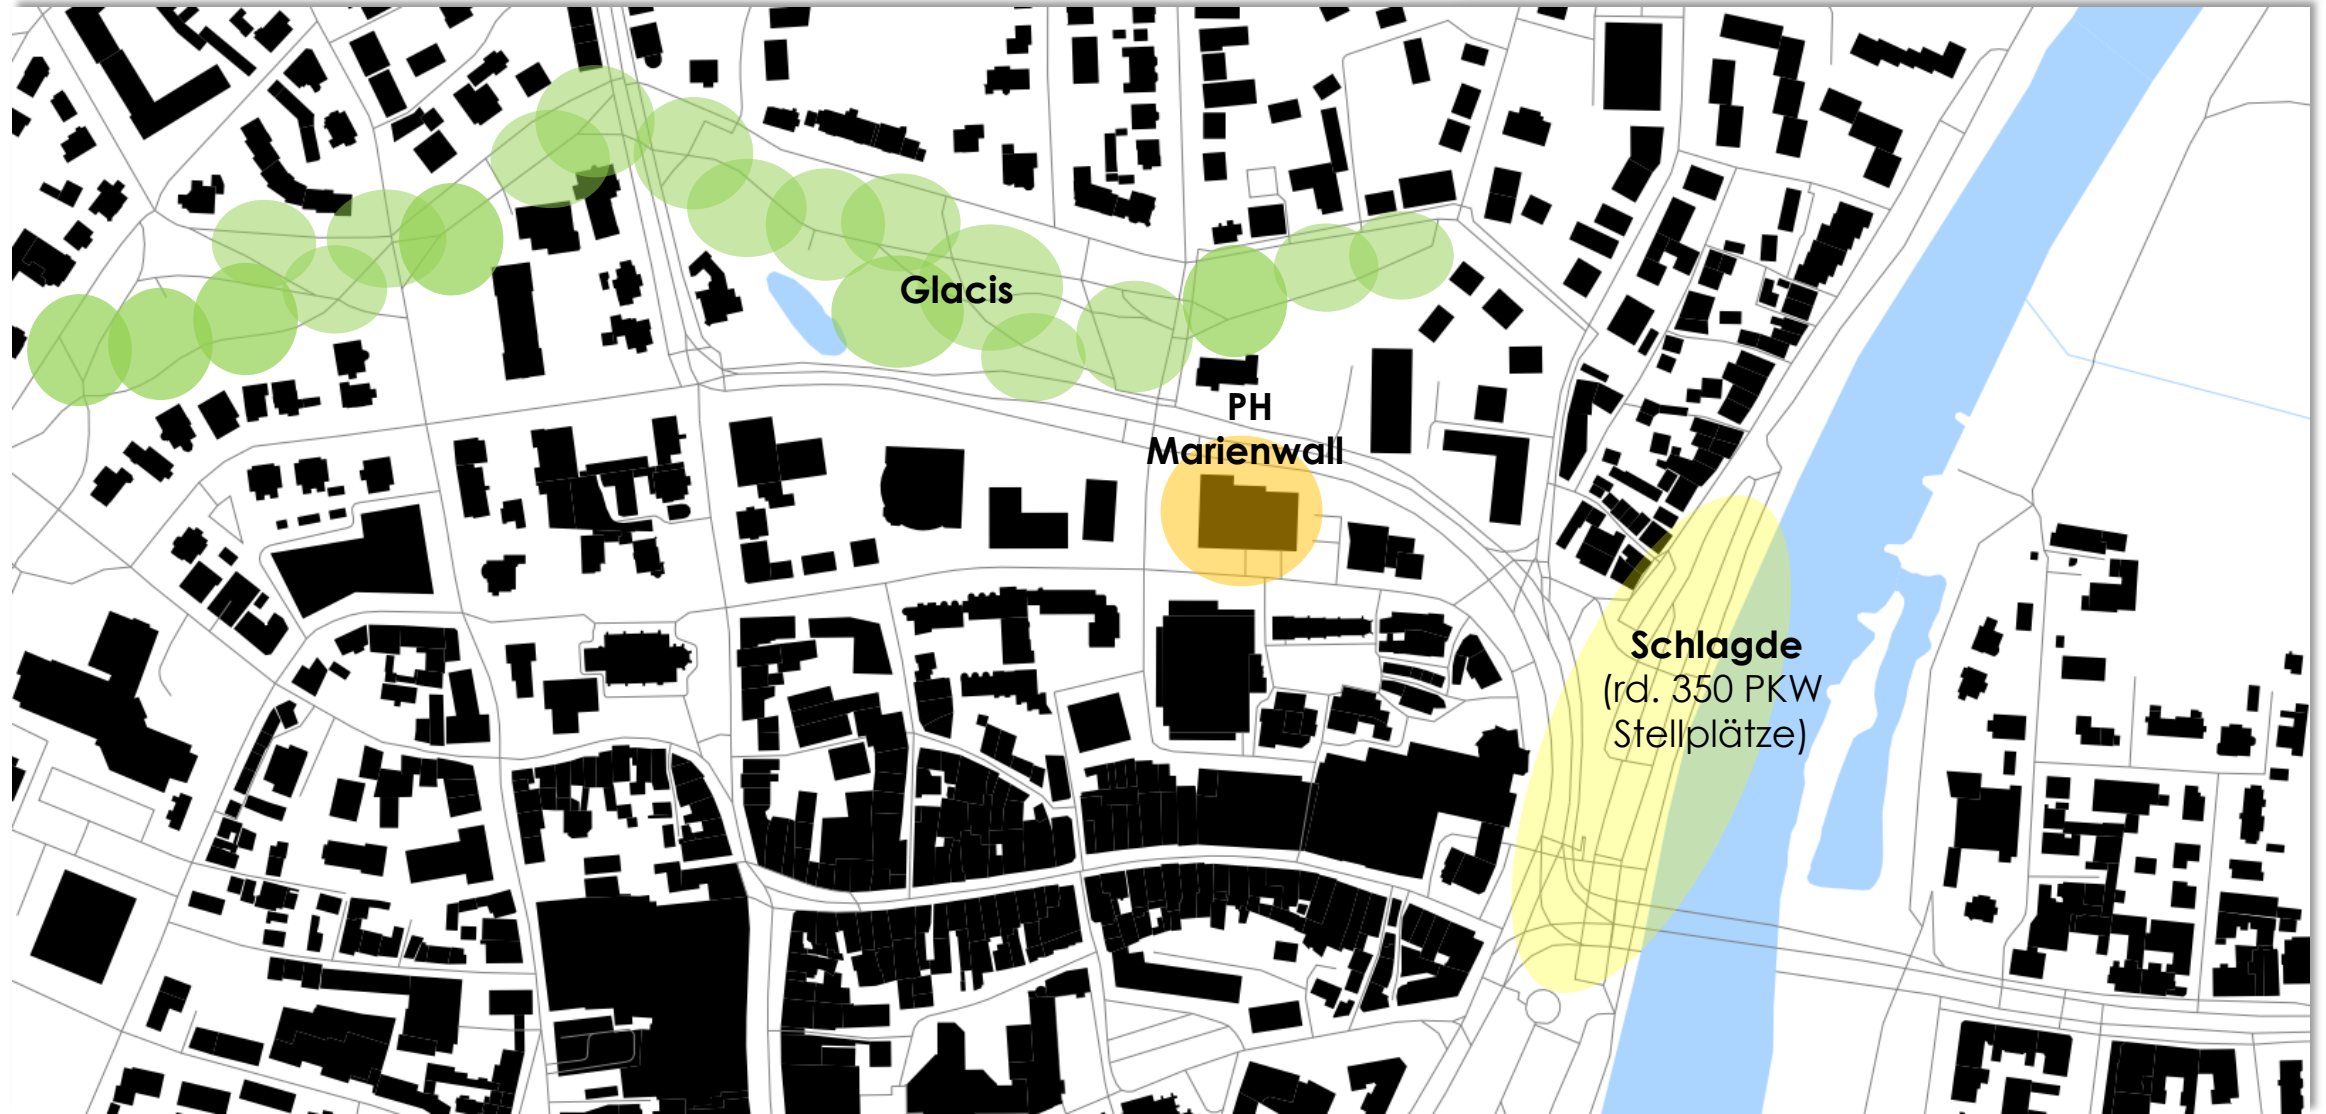 Glacis
PH
Marienwall
Schlagde
(rd. 350 PKW
Stellplätze)